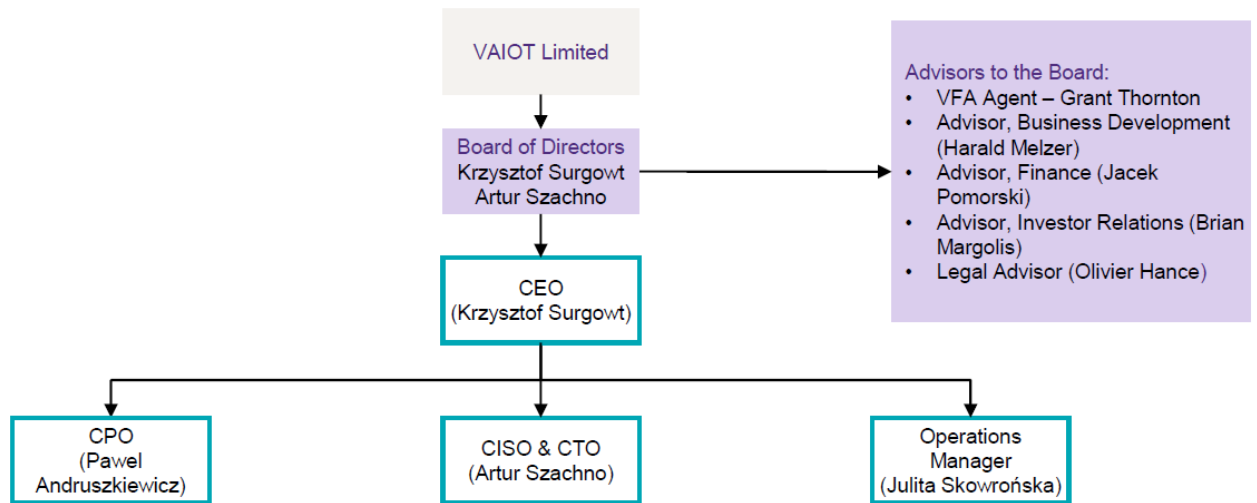 VAIOT Limited
Board of Directors
Krzysztof Surgowt
Artur Szachno
Advisors to the Board:
• VFA Agent – Grant Thornton
• Advisor, Business Development
(Harald Melzer)
• Advisor, Finance (Jacek
Pomorski)
• Advisor, Investor Relations (Brian
Margolis)
• Legal Advisor (Olivier Hance)
CEO
(Krzysztof Surgowt)
CPO
(Pawel
Andruszkiewicz)
CISO & CTO
(Artur Szachno)
Operations
Manager
(Julita Skowrońska)